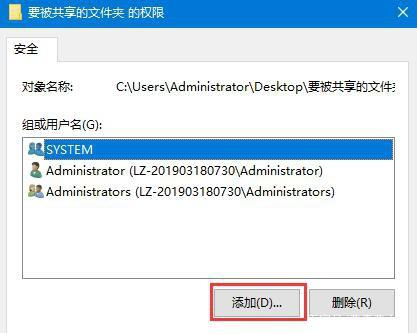 要被共享的文件夹 的权限
安全
对象名称: C:\Users\Administrator\Desktop\要被共享的文件夹
组或用户名(G):
SYSTEM
Administrator (LZ-201903180730\Administrator)
Administrators (LZ-201903180730\Administrators)
添加(D)... 删除(R)